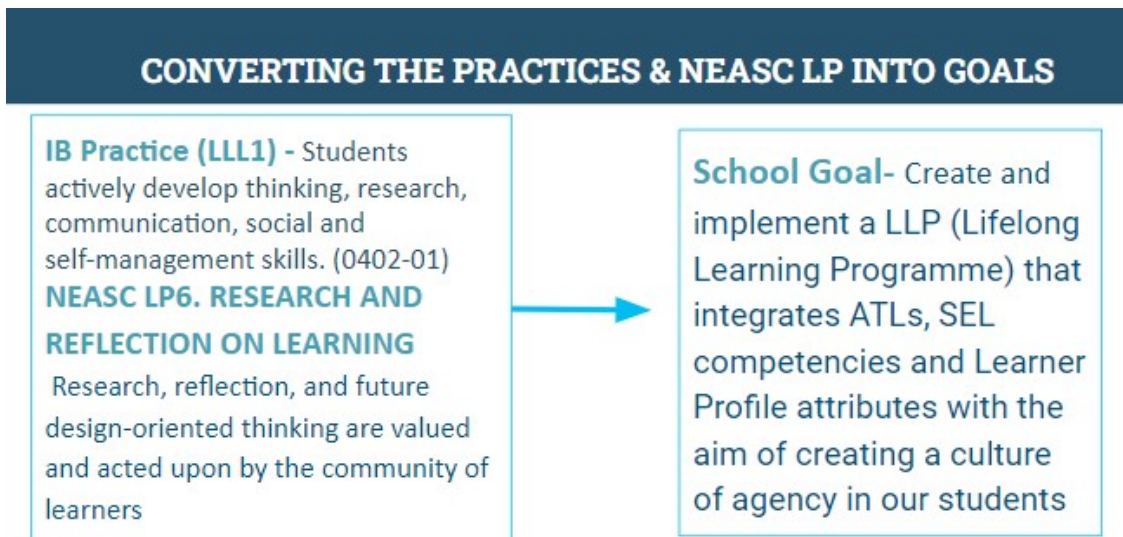 CONVERTING THE PRACTICES & NEASC LP INTO GOALS
IB Practice (LLL1) - Students
actively develop thinking, research,
communication, social and
self-management skills. (0402-01)
NEASC LP6. RESEARCH AND
REFLECTION ON LEARNING
Research, reflection, and future
design-oriented thinking are valued
and acted upon by the community of
learners
School Goal- Create and
implement a LLP (Lifelong
Learning Programme) that
integrates ATLs, SEL
competencies and Learner
Profile attributes with the
aim of creating a culture
of agency in our students